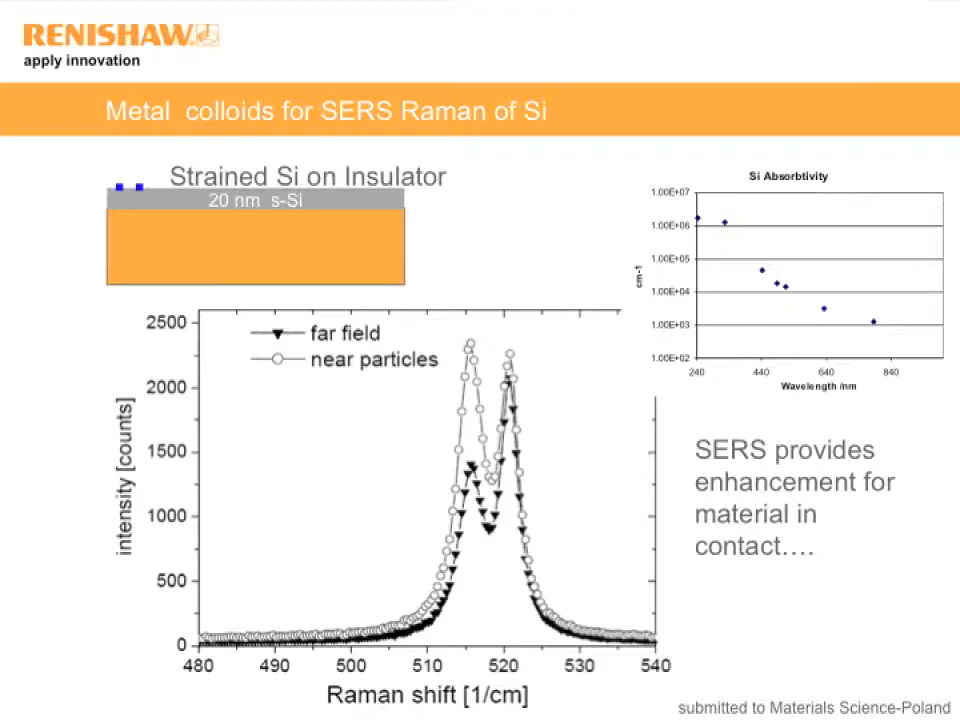 RENISHAW
apply innovation
Metal colloids for SERS Raman of Si
Strained Si on Insulator
20 nm s-Si
Si Absorbtivity
1.00E+07
1.00E+06
1.00E+05
1.00E+04
1.00E+03
1.00E+02
cm-1
240 440 640 840
Wavelength /nm
far field
near particles
2500
2000
1500
1000
500
0
intensity [counts]
480 490 500 510 520 530 540
Raman shift [1/cm]
SERS provides
enhancement for
material in
contact….
submitted to Materials Science-Poland